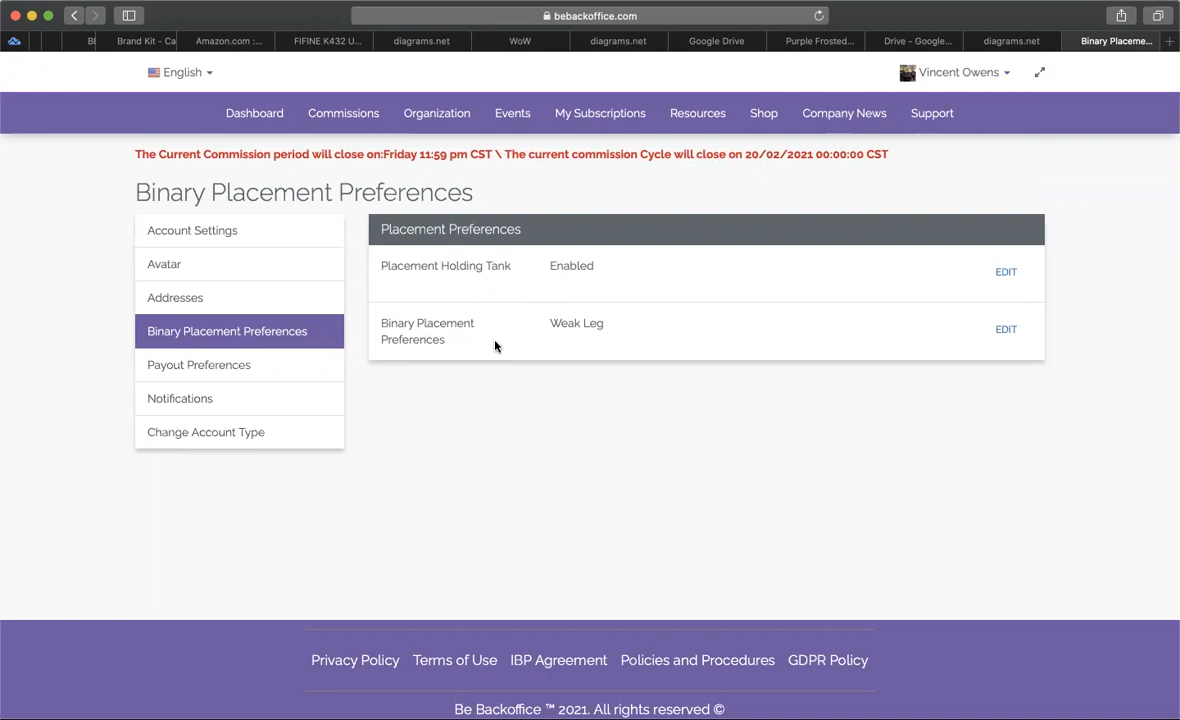 bebackoffice.com
Bl
Brand Kit - Ca
Amazon.com :...
FIFINE K432 U...
diagrams.net
WoW
diagrams.net
Google Drive
Purple Frosted...
Drive - Google...
diagrams.net
Binary Placeme...
English
Vincent Owens
Dashboard
Commissions
Organization
Events
My Subscriptions
Resources
Shop
Company News
Support
The Current Commission period will close on:Friday 11:59 pm CST \ The current commission Cycle will close on 20/02/2021 00:00:00 CST
Binary Placement Preferences
Account Settings
Avatar
Addresses
Binary Placement Preferences
Payout Preferences
Notifications
Change Account Type
Placement Preferences
Placement Holding Tank
Enabled
EDIT
Binary Placement
Preferences
Weak Leg
EDIT
Privacy Policy
Terms of Use
IBP Agreement
Policies and Procedures
GDPR Policy
Be Backoffice ™ 2021. All rights reserved ©